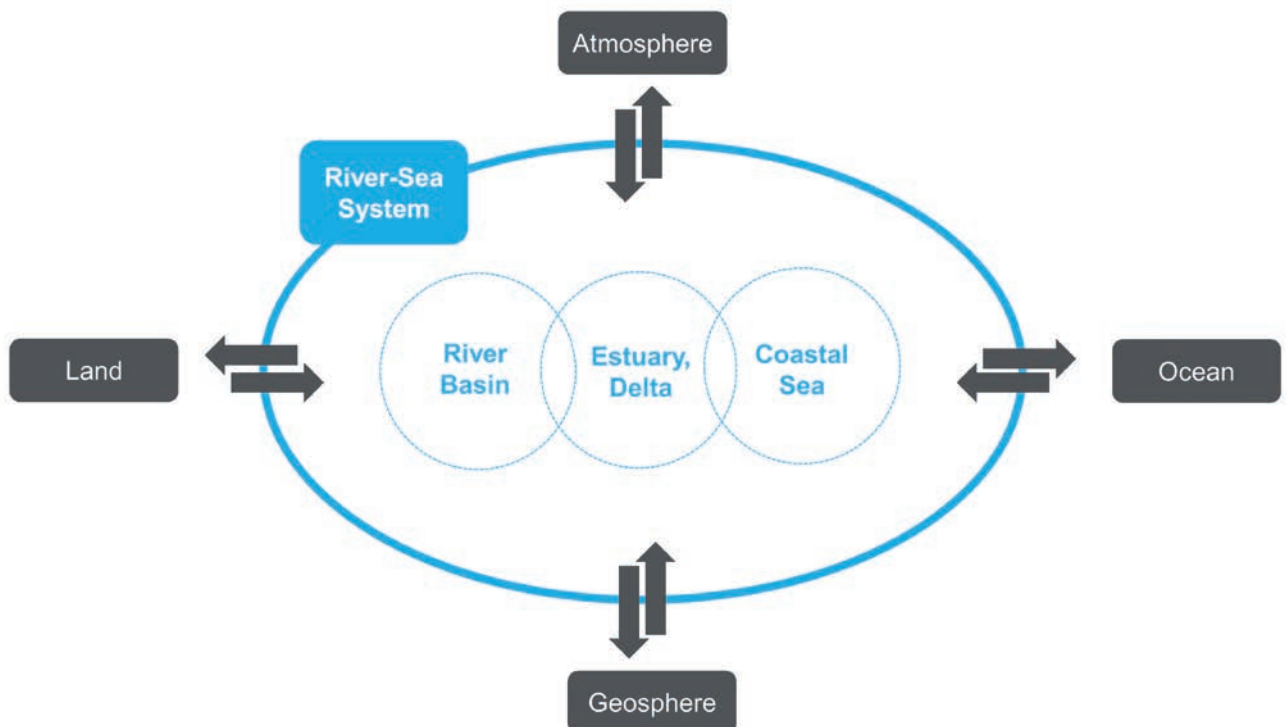 Atmosphere
River-Sea
System
Land
River
Basin
Estuary,
Delta
Coastal
Sea
Ocean
Geosphere